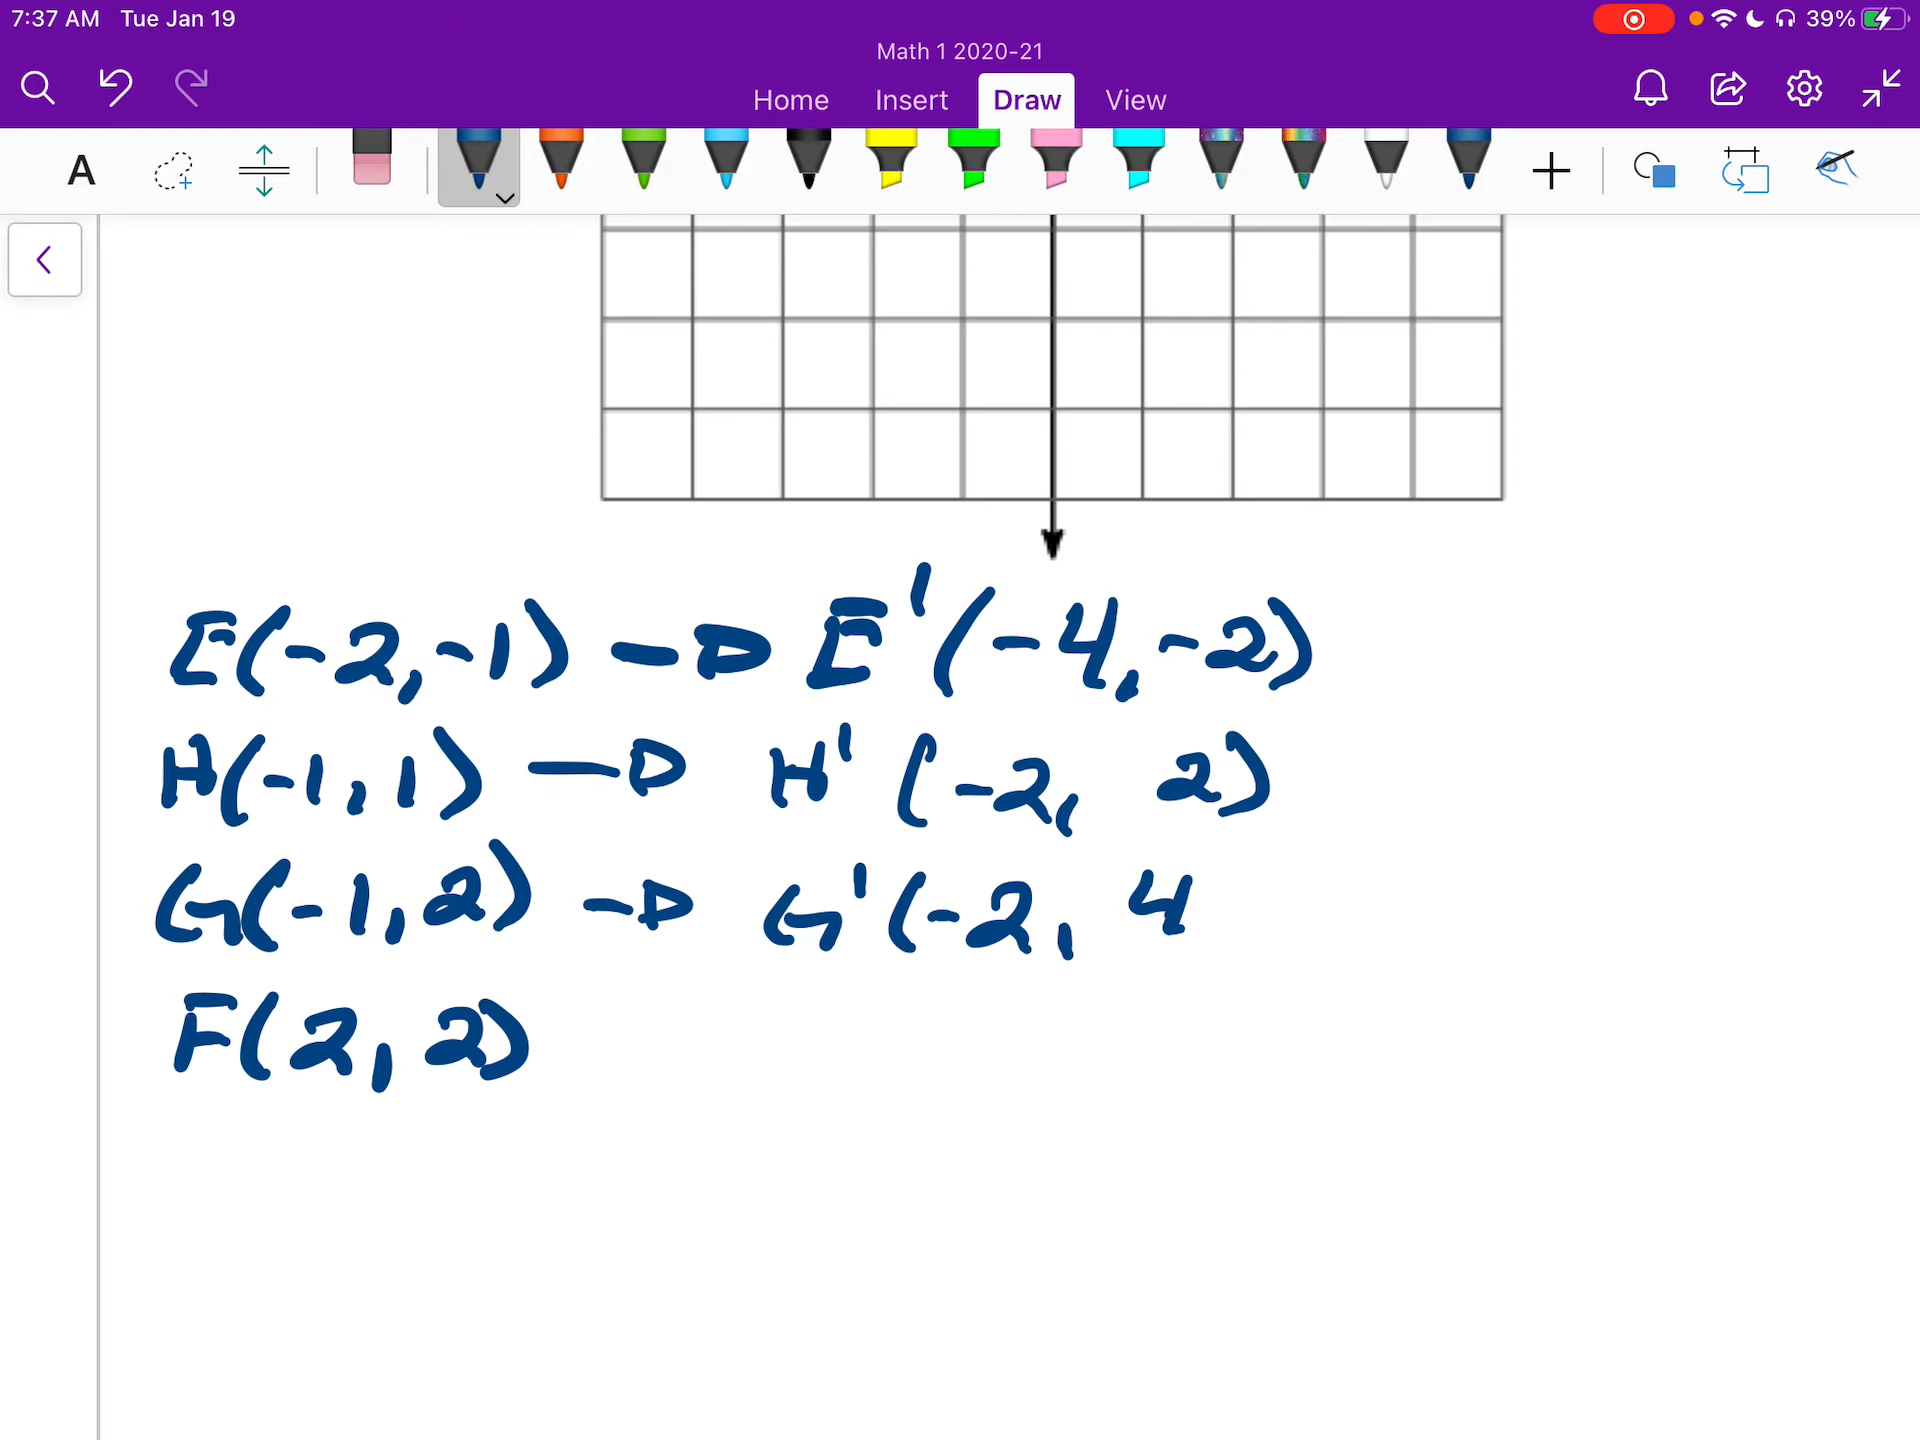 7:37 AM Tue Jan 19 39%
Math 1 2020-21
Home Insert Draw View
A
E(-2,-1) → E'(-4,-2)
H(-1,1) → H'(-2, 2)
G(-1,2) → G'(-2, 4
F(2,2)